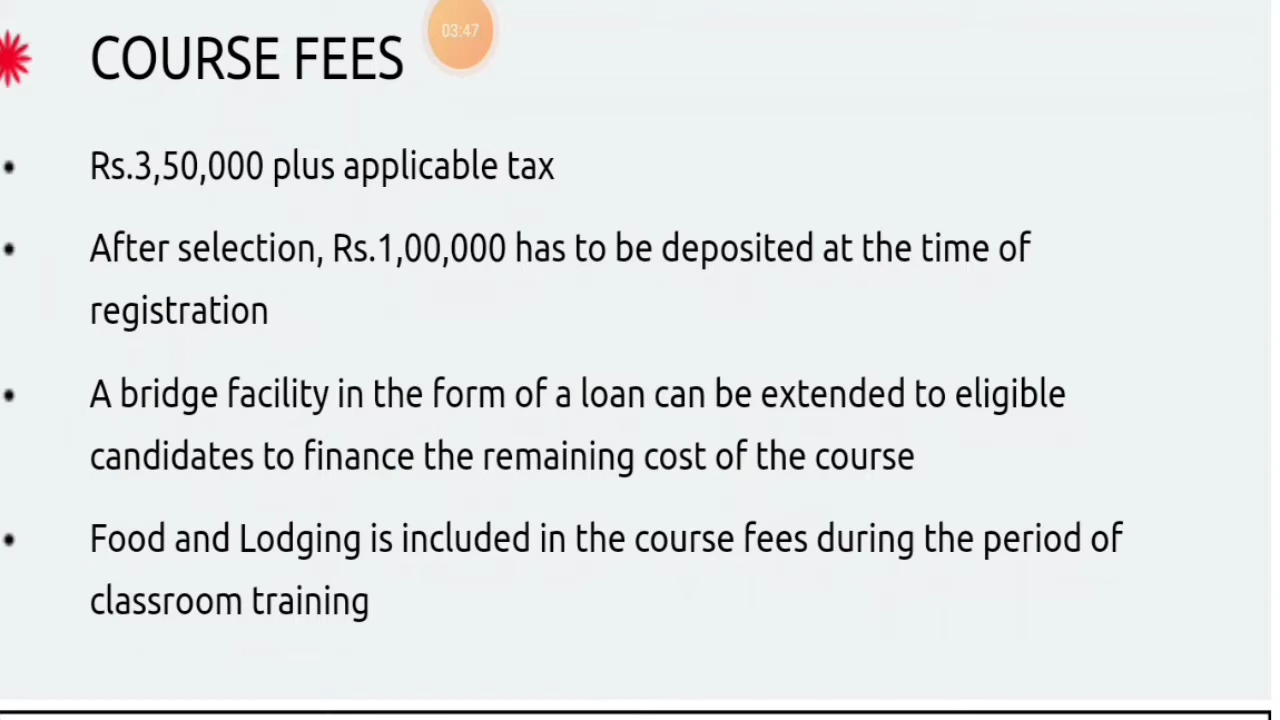 COURSE FEES
03:47
Rs.3,50,000 plus applicable tax
After selection, Rs.1,00,000 has to be deposited at the time of
registration
A bridge facility in the form of a loan can be extended to eligible
candidates to finance the remaining cost of the course
Food and Lodging is included in the course fees during the period of
classroom training